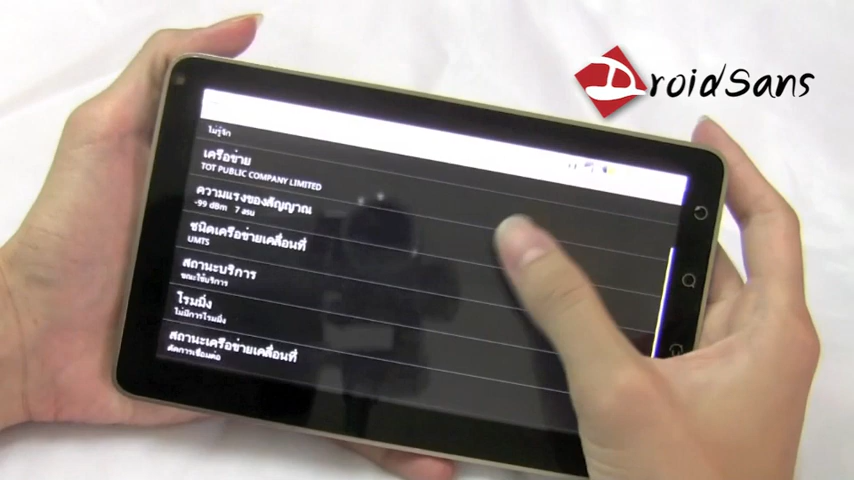 DroidSans
ไม่รู้จัก
เครือข่าย
TOT PUBLIC COMPANY LIMITED
ความแรงของสัญญาณ
-99 dBm 7 asu
ชนิดเครือข่ายเคลื่อนที่
UMTS
สถานะบริการ
ขณะใช้บริการ
โรมมิ่ง
ไม่มีการโรมมิ่ง
สถานะเครือข่ายเคลื่อนที่
ตัดการเชื่อมต่อ